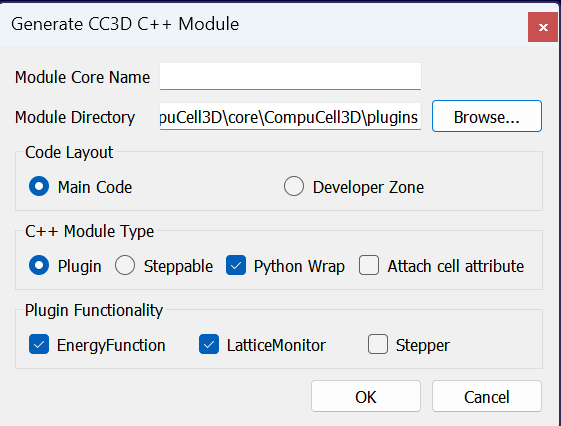 Generate CC3D C++ Module
Module Core Name
Module Directory puCell3D\core\CompuCell3D\plugins Browse...
Code Layout
Main Code Developer Zone
C++ Module Type
Plugin Steppable Python Wrap Attach cell attribute
Plugin Functionality
EnergyFunction LatticeMonitor Stepper
OK Cancel